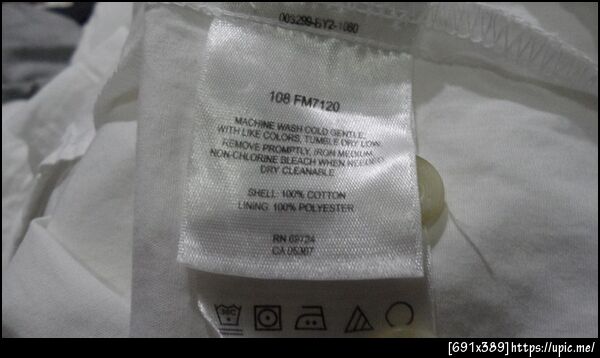 003299-BY2-1080
108 FM7120
MACHINE WASH COLD GENTLE,
WITH LIKE COLORS, TUMBLE DRY LOW.
REMOVE PROMPTLY, IRON MEDIUM.
NON-CHLORINE BLEACH WHEN NEEDED
DRY CLEANABLE
SHELL: 100% COTTON
LINING: 100% POLYESTER
RN 69724
CA 05367
30C
[691x389]https://upic.me/